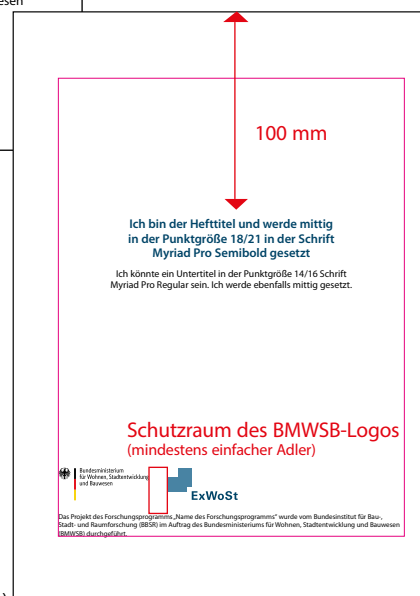 esen
100 mm
Ich bin der Hefttitel und werde mittig
in der Punktgröße 18/21 in der Schrift
Myriad Pro Semibold gesetzt
Ich könnte ein Untertitel in der Punktgröße 14/16 Schrift
Myriad Pro Regular sein. Ich werde ebenfalls mittig gesetzt.
Schutzraum des BMWSB-Logos
(mindestens einfacher Adler)
Bundesministerium
für Wohnen, Stadtentwicklung
und Bauwesen
ExWoSt
Das Projekt des Forschungsprogramms „Name des Forschungsprogramms“ wurde vom Bundesinstitut für Bau-,
Stadt- und Raumforschung (BBSR) im Auftrag des Bundesministeriums für Wohnen, Stadtentwicklung und Bauwesen
(BMWSB) durchgeführt.
)